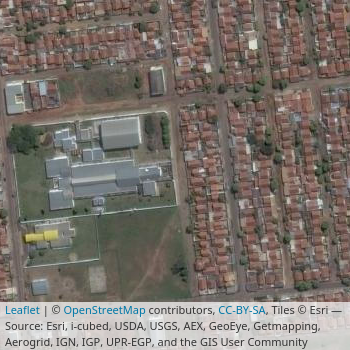 Leaflet | © OpenStreetMap contributors, CC-BY-SA, Tiles © Esri —
Source: Esri, i-cubed, USDA, USGS, AEX, GeoEye, Getmapping,
Aerogrid, IGN, IGP, UPR-EGP, and the GIS User Community